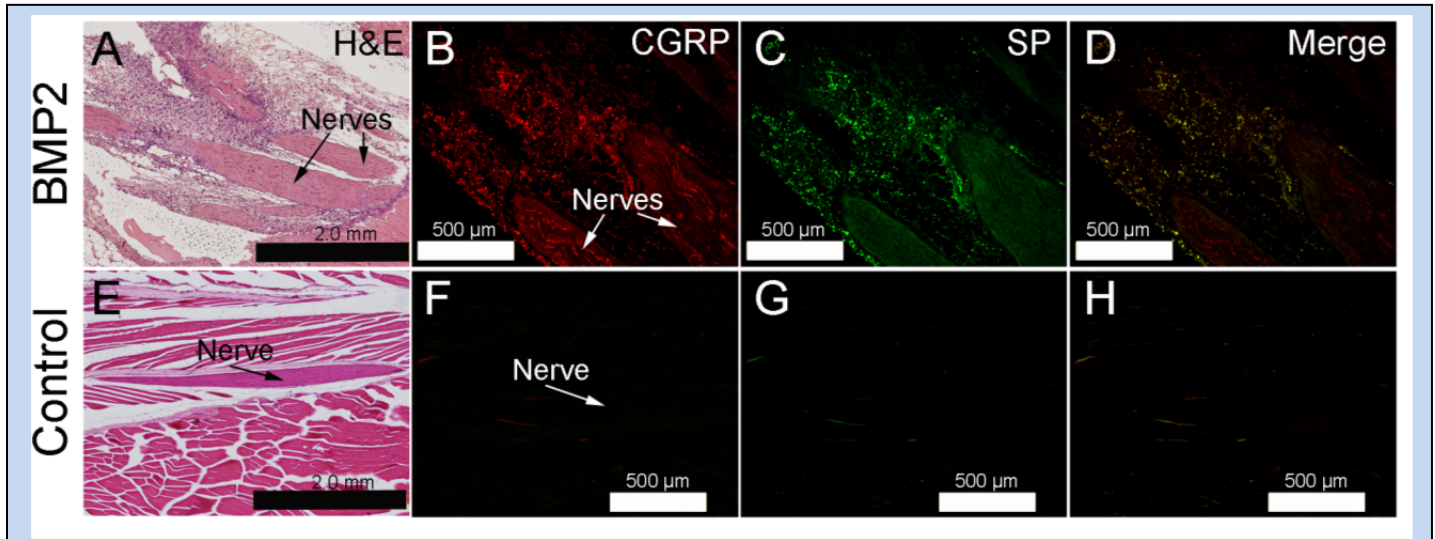 BMP2
A
H&E
Nerves
2.0 mm
B
CGRP
Nerves
500 µm
C
SP
500 µm
D
Merge
500 µm
Control
E
Nerve
2.0 mm
F
Nerve
500 µm
G
500 µm
H
500 µm